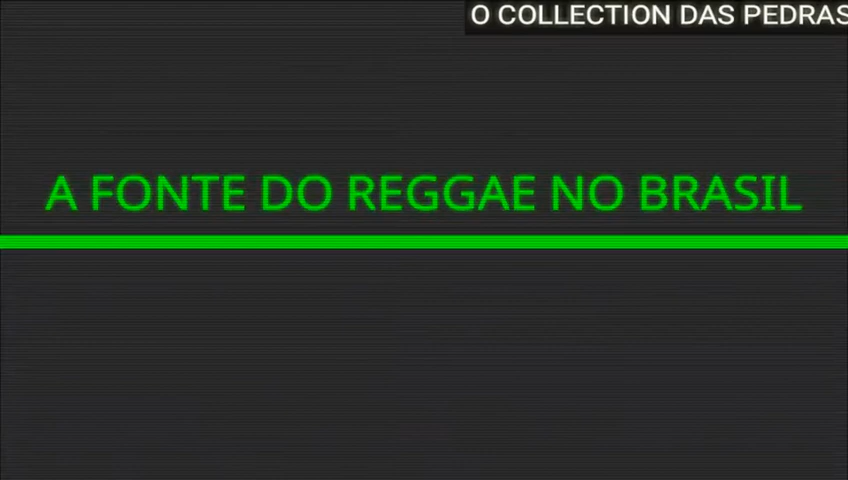 O COLLECTION DAS PEDRAS
A FONTE DO REGGAE NO BRASIL